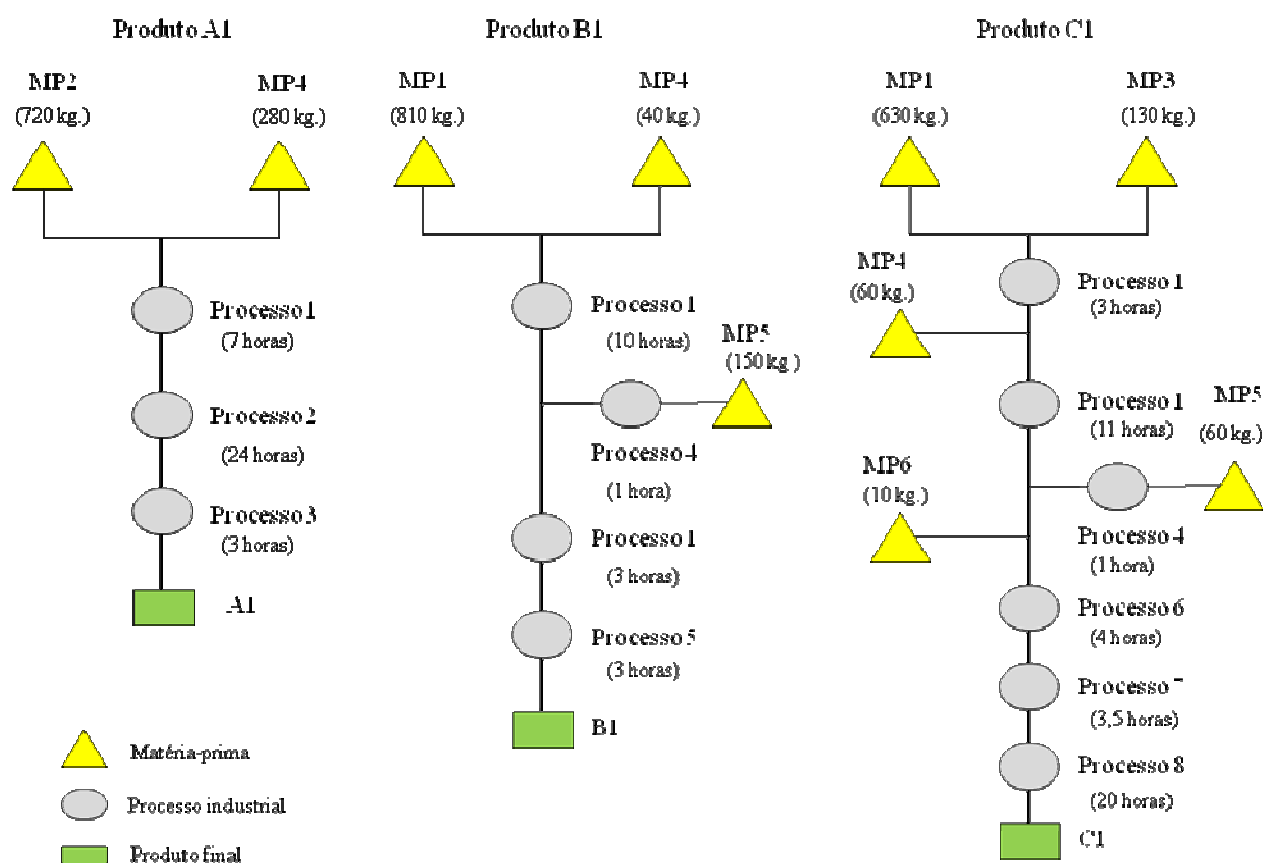 Produto A1
MP2
(720 kg.)
MP4
(280 kg.)
Processo 1
(7 horas)
Processo 2
(24 horas)
Processo 3
(3 horas)
A1
Produto B1
MP1
(810 kg.)
MP4
(40 kg.)
Processo 1
(10 horas)
MP5
(150 kg.)
Processo 4
(1 hora)
Processo 1
(3 horas)
Processo 5
(3 horas)
B1
Produto C1
MP1
(630 kg.)
MP3
(130 kg.)
Processo 1
(3 horas)
MP4
(60 kg.)
Processo 1
(11 horas)
MP5
(60 kg.)
Processo 4
(1 hora)
MP6
(10 kg.)
Processo 6
(4 horas)
Processo 7
(3,5 horas)
Processo 8
(20 horas)
C1
Matéria-prima
Processo industrial
Produto final